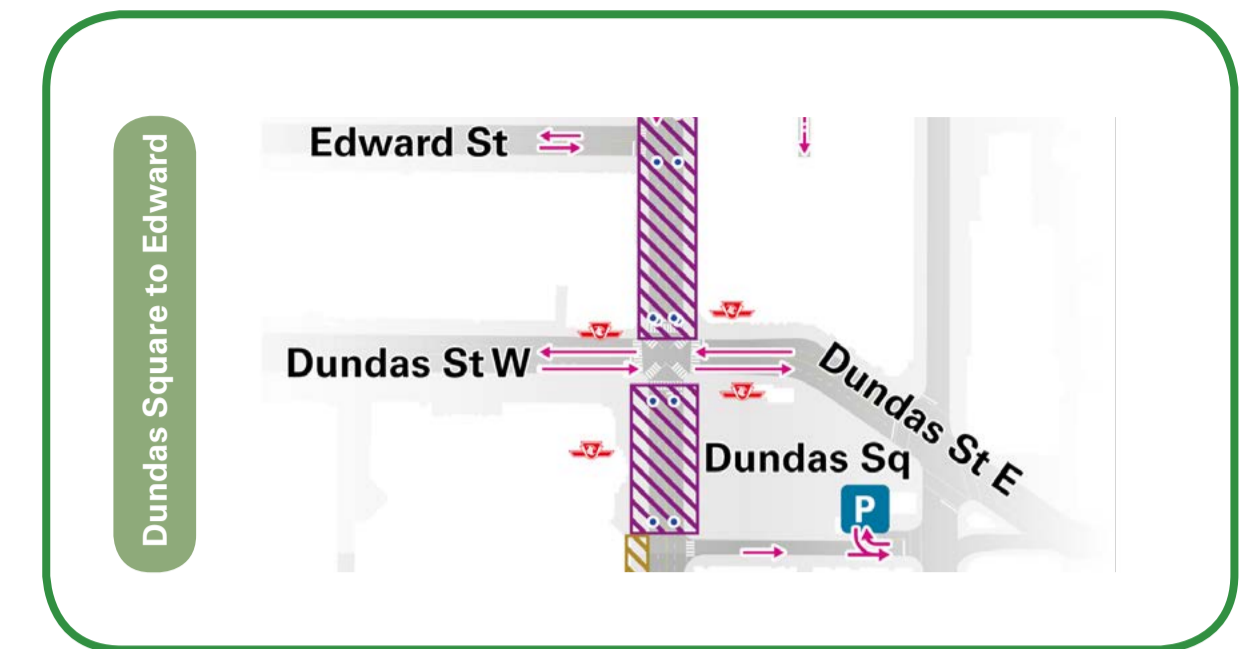 Dundas Square to Edward
Edward St
Dundas St W
Dundas St E
Dundas Sq
P